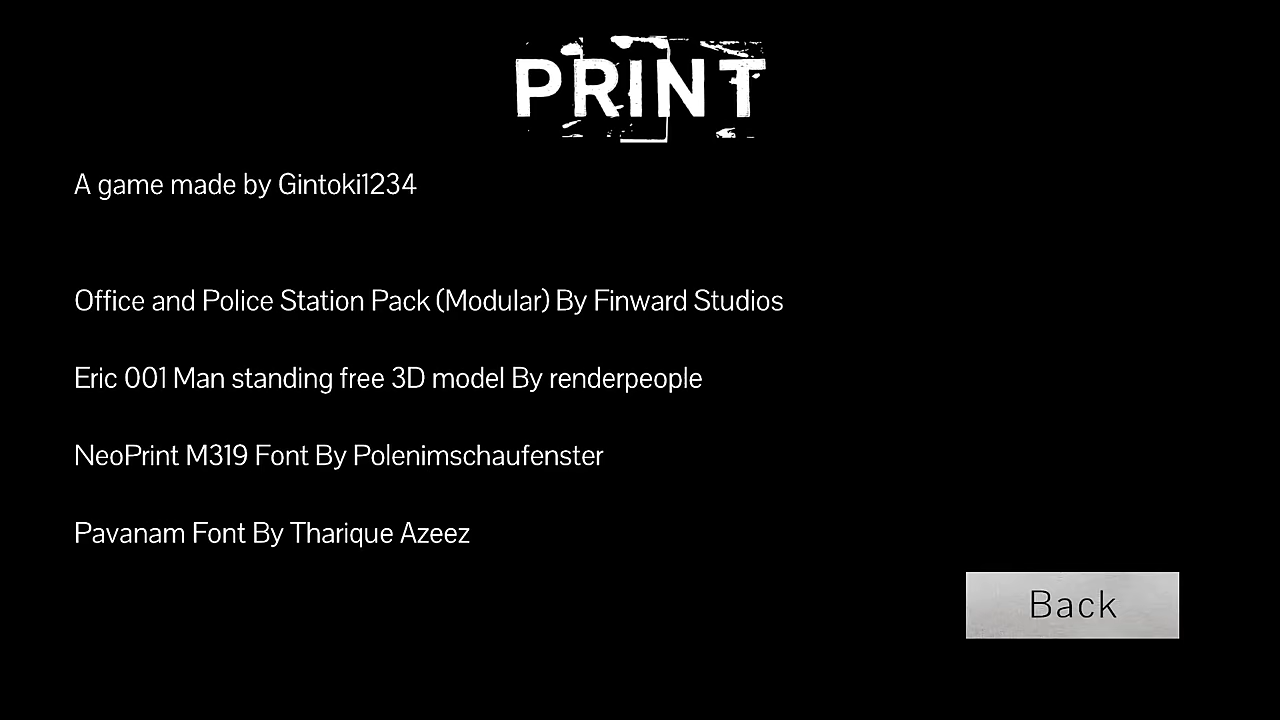 PRINT
A game made by Gintoki1234
Office and Police Station Pack (Modular) By Finward Studios
Eric 001 Man standing free 3D model By renderpeople
NeoPrint M319 Font By Polenimschaufenster
Pavanam Font By Tharique Azeez
Back